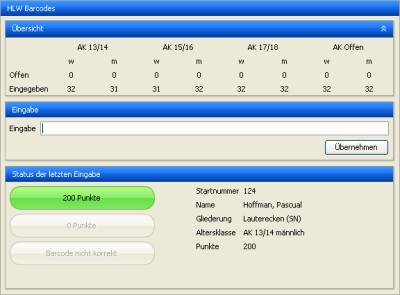 HLW Barcodes
Übersicht
AK 13/14 AK 15/16 AK 17/18 AK Offen
w m w m w m w m
Offen 0 0 0 0 0 0 0 0
Eingegeben 32 31 31 32 32 32 32 32
Eingabe
Eingabe
Übernehmen
Status der letzten Eingabe
200 Punkte
0 Punkte
Barcode nicht korrekt
Startnummer 124
Name Hoffman, Pascual
Gliederung Lauterecken (SN)
Altersklasse AK 13/14 männlich
Punkte 200